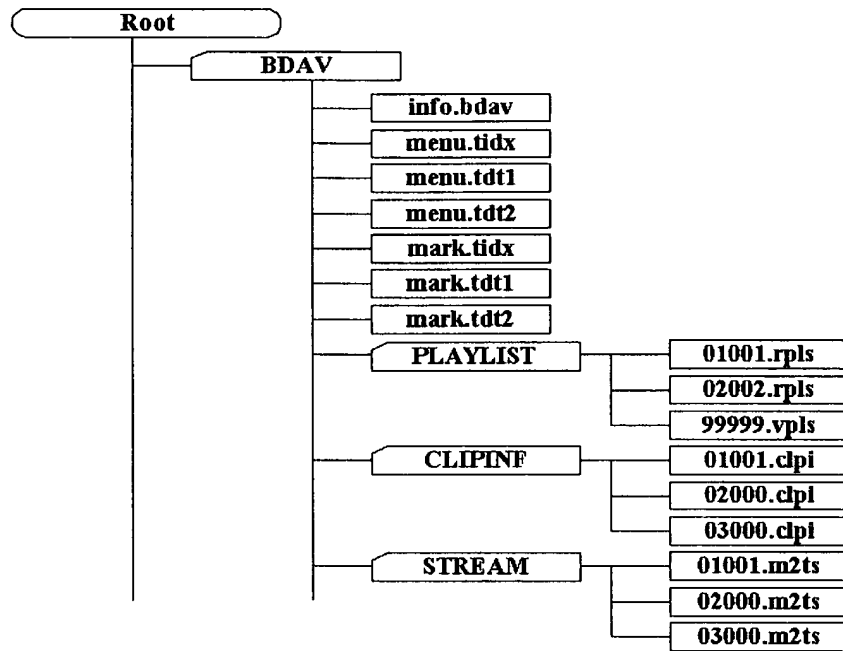 Root
BDAV
info.bdav
menu.tidx
menu.tdt1
menu.tdt2
mark.tidx
mark.tdt1
mark.tdt2
PLAYLIST
01001.rpls
02002.rpls
99999.vpls
CLIPINF
01001.clpi
02000.clpi
03000.clpi
STREAM
01001.m2ts
02000.m2ts
03000.m2ts